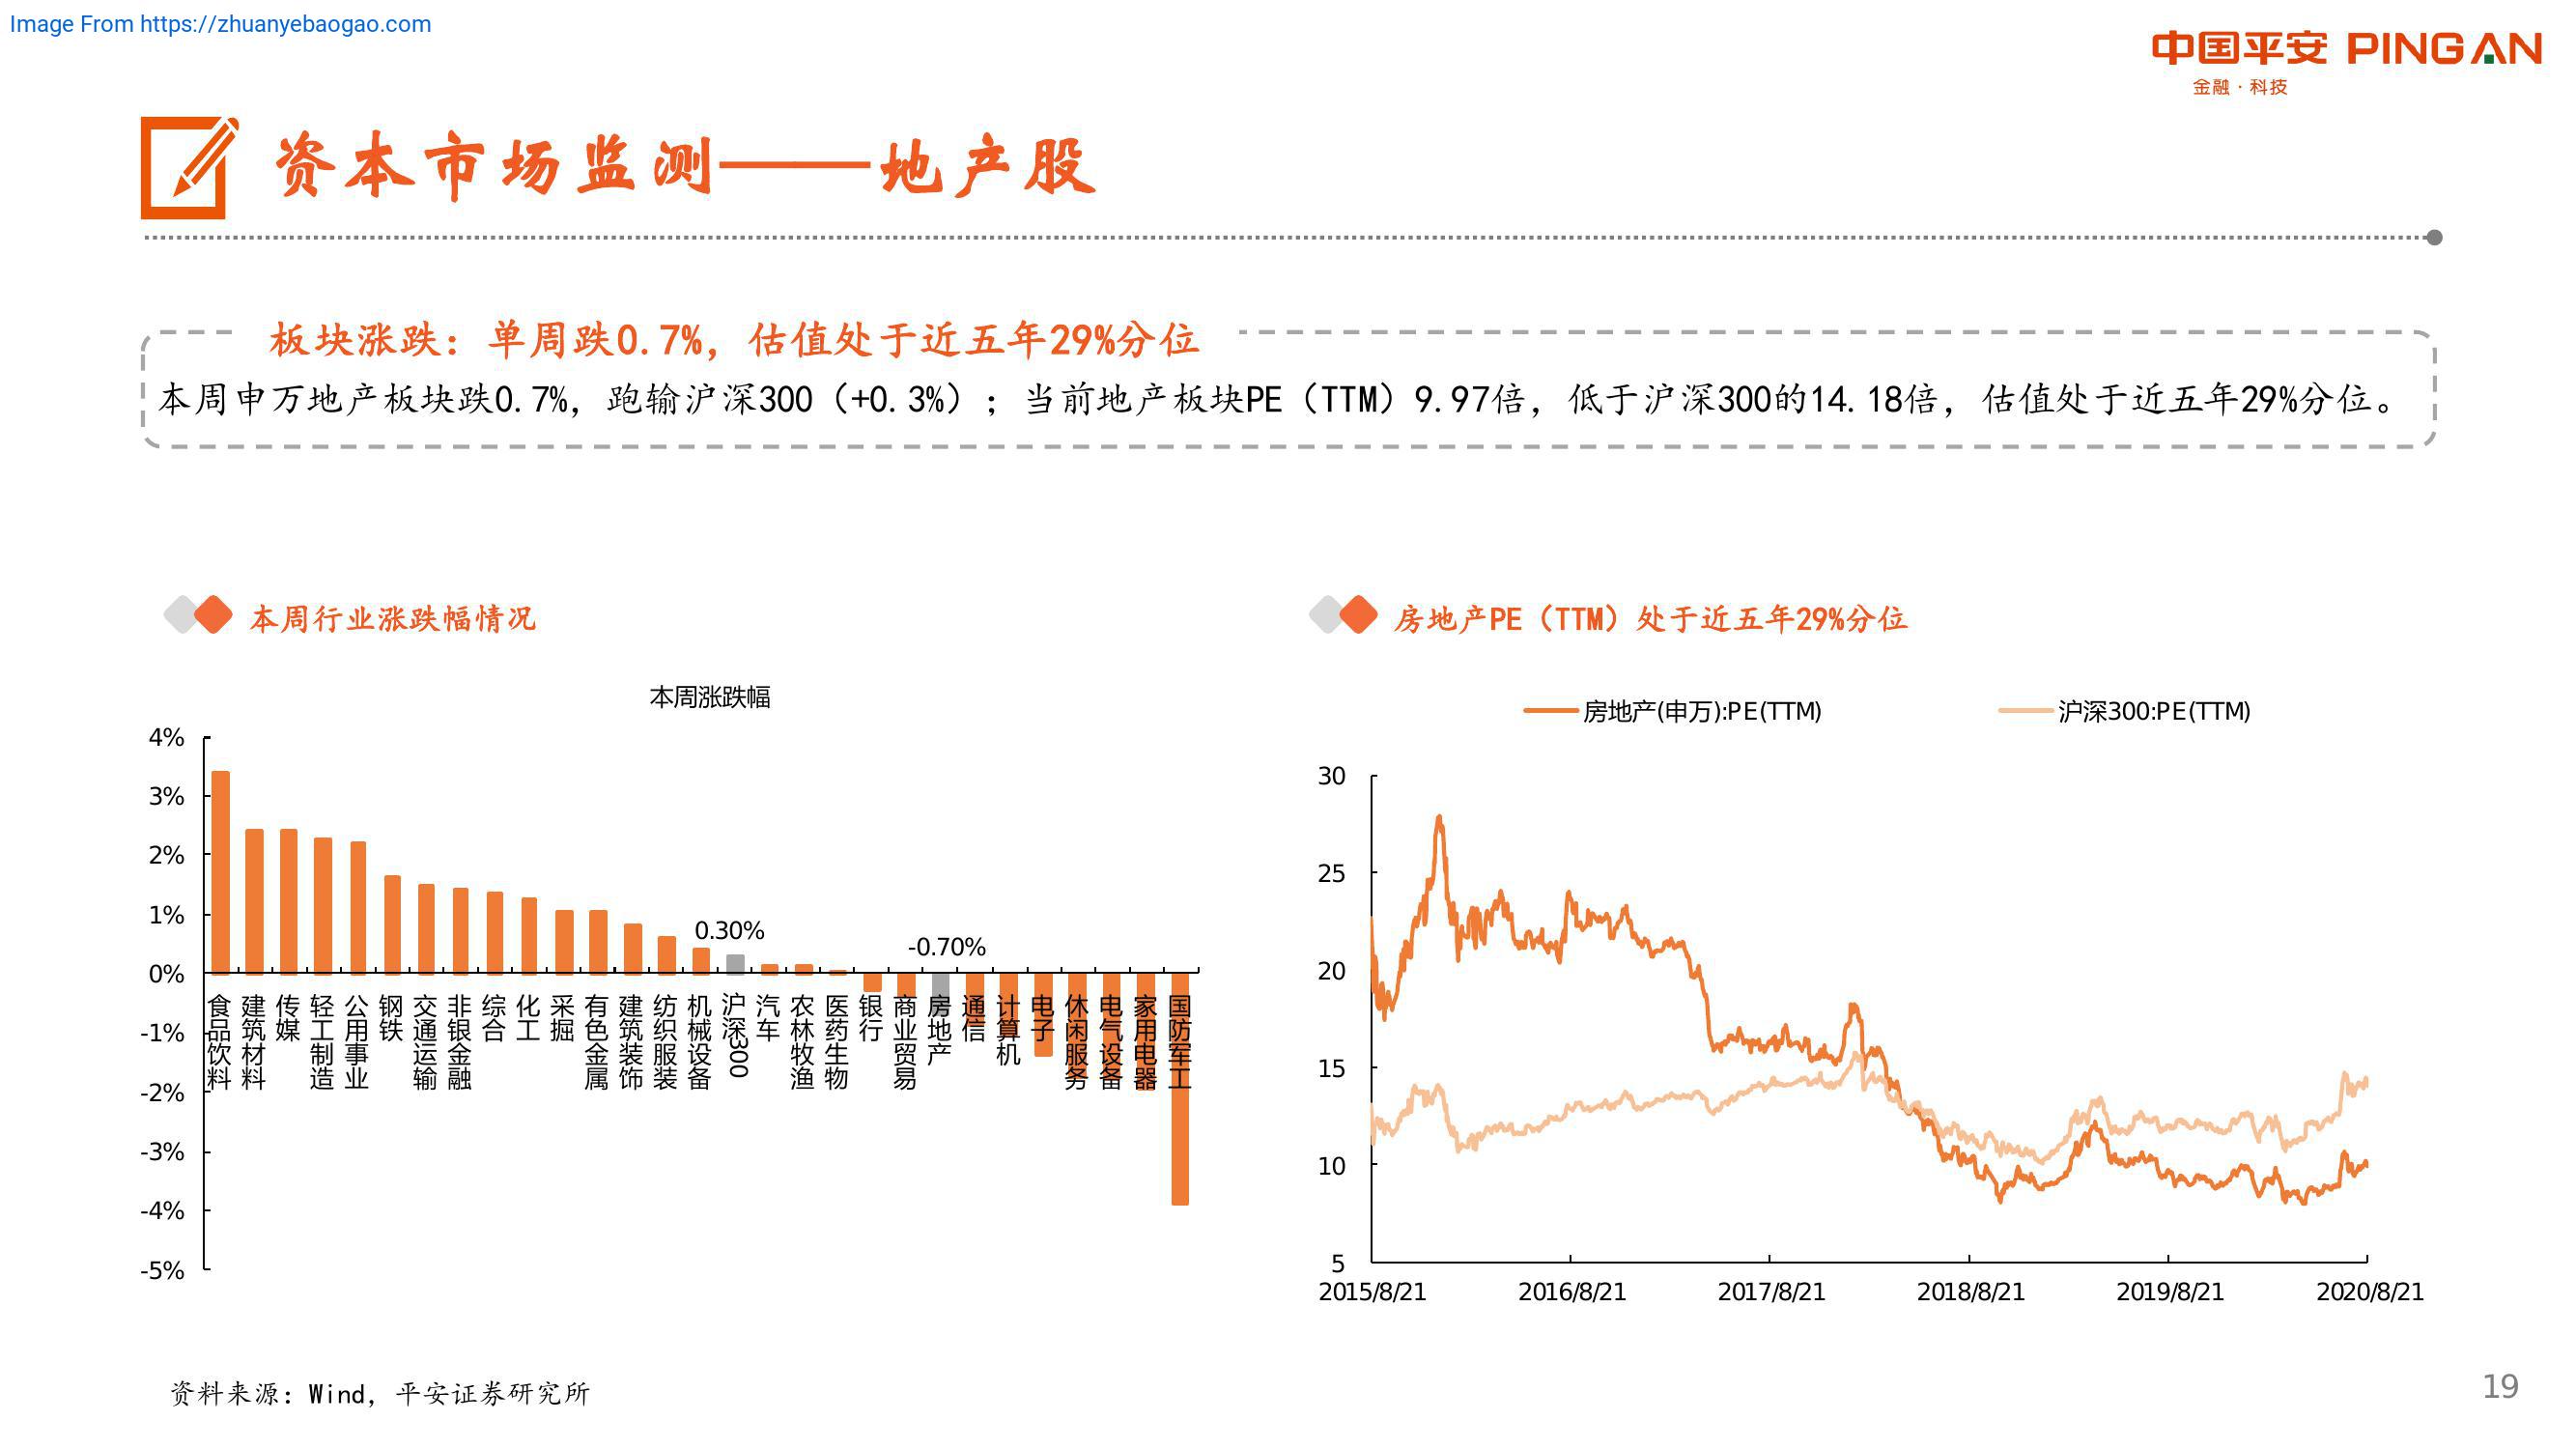 Image From https://zhuanyebaogao.com
中国平安 PINGAN
金融·科技
资本市场监测——地产股
板块涨跌：单周跌0.7%，估值处于近五年29%分位
本周申万地产板块跌0.7%，跑输沪深300（+0.3%）；当前地产板块PE（TTM）9.97倍，低于沪深300的14.18倍，估值处于近五年29%分位。
本周行业涨跌幅情况
本周涨跌幅
4%
3%
2%
1%
0%
-1%
-2%
-3%
-4%
-5%
0.30%
-0.70%
食品饮料
建筑材料
传媒
轻工制造
公用事业
钢铁
交通运输
非银金融
综合
化工
采掘
有色金属
建筑装饰
纺织服装
机械设备
沪深300
汽车
农林牧渔
医药生物
银行
商业贸易
房地产
通信
计算机
电子
休闲服务
电气设备
家用电器
国防军工
房地产PE（TTM）处于近五年29%分位
房地产(申万):PE(TTM)
沪深300:PE(TTM)
30
25
20
15
10
5
2015/8/21
2016/8/21
2017/8/21
2018/8/21
2019/8/21
2020/8/21
资料来源：Wind，平安证券研究所
19